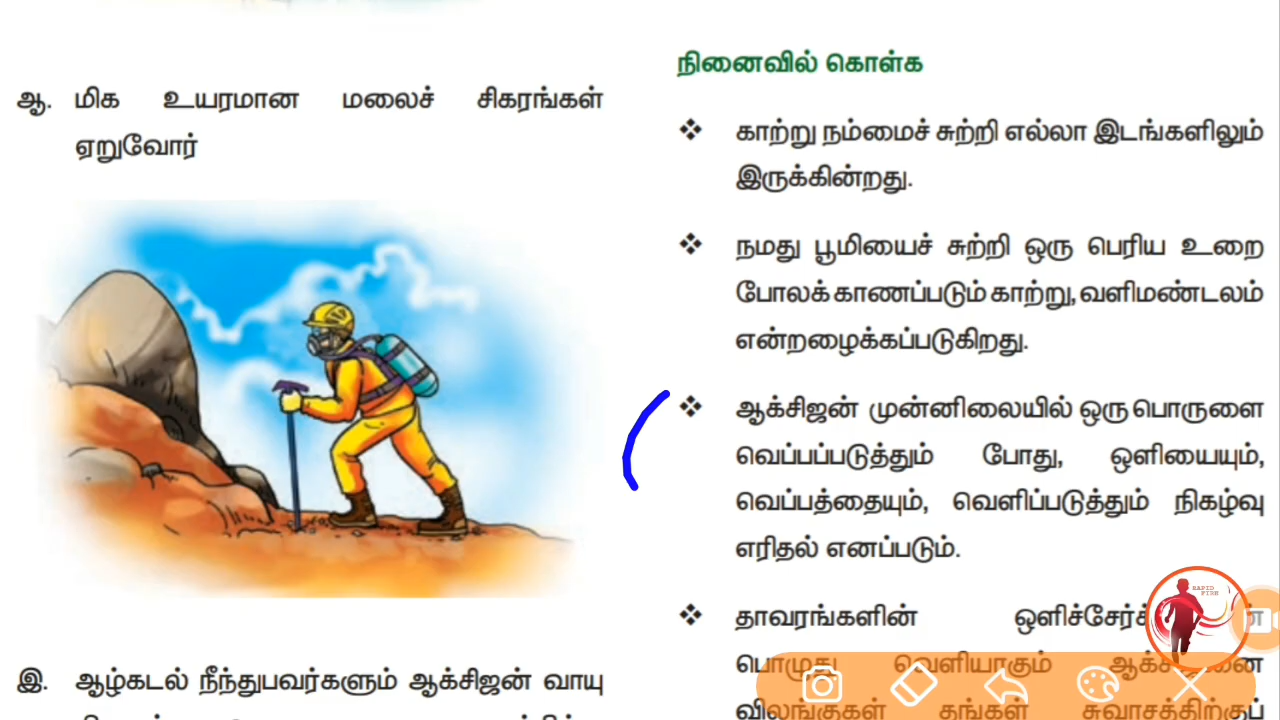 ஆ. மிக உயரமான மலைச் சிகரங்கள்
ஏறுவோர்
இ. ஆழ்கடல் நீந்துபவர்களும் ஆக்சிஜன் வாயு
நினைவில் கொள்க
❖ காற்று நம்மைச் சுற்றி எல்லா இடங்களிலும்
இருக்கின்றது.
❖ நமது பூமியைச் சுற்றி ஒரு பெரிய உறை
போலக் காணப்படும் காற்று, வளிமண்டலம்
என்றழைக்கப்படுகிறது.
❖ ஆக்சிஜன் முன்னிலையில் ஒரு பொருளை
வெப்பப்படுத்தும் போது, ஒளியையும்,
வெப்பத்தையும், வெளிப்படுத்தும் நிகழ்வு
எரிதல் எனப்படும்.
❖ தாவரங்களின்
பொழுது வெளியாகும்
விலங்குகள் தங்கள் சுவாசத்திற்குப்
RAPID